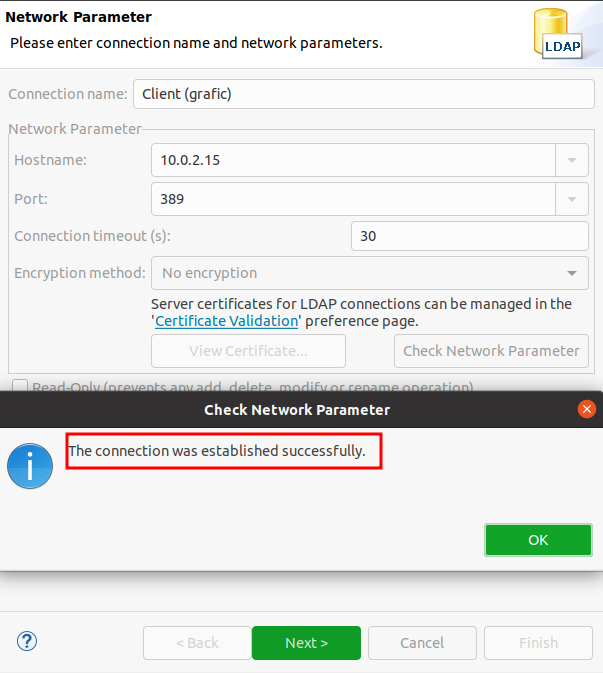 Network Parameter
Please enter connection name and network parameters.
LDAP
Connection name: Client (grafic)
Network Parameter
Hostname: 10.0.2.15
Port: 389
Connection timeout (s): 30
Encryption method: No encryption
Server certificates for LDAP connections can be managed in the
'Certificate Validation' preference page.
View Certificate... Check Network Parameter
Read-Only (prevents any add, delete, modify or rename operation)
Check Network Parameter
The connection was established successfully.
OK
< Back Next > Cancel Finish